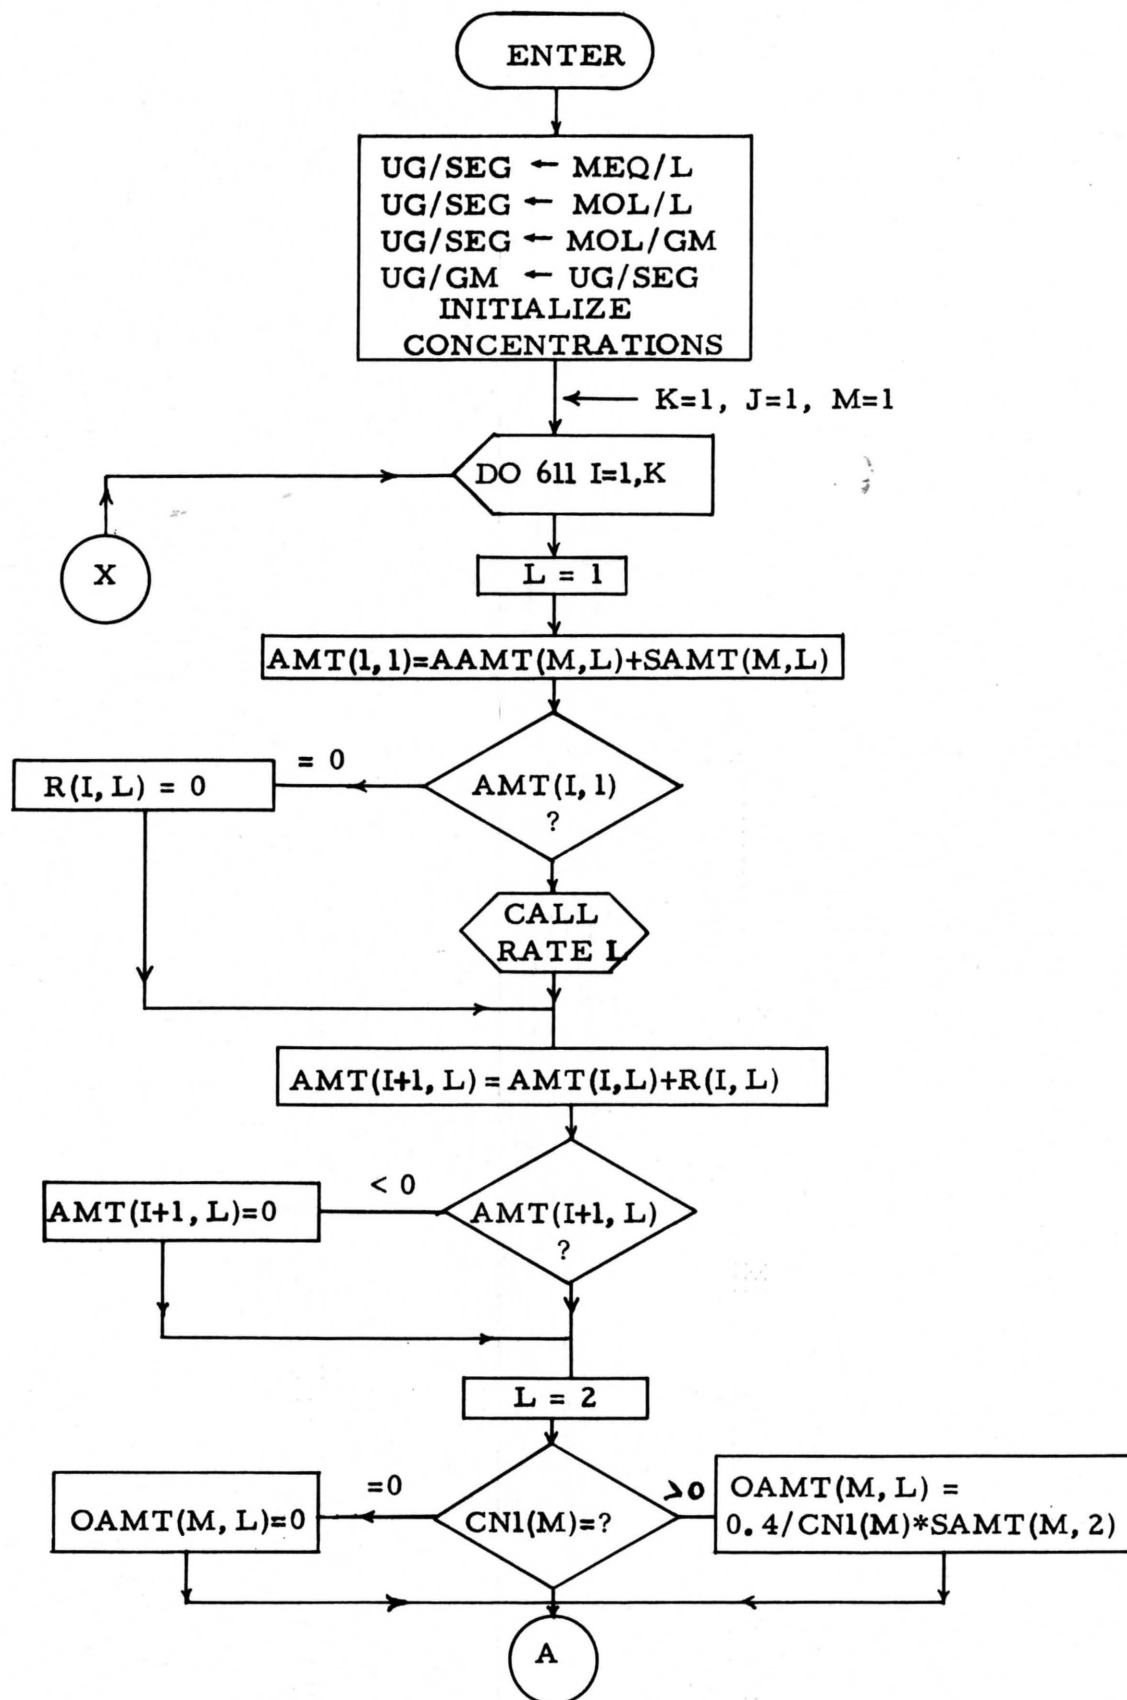 ENTER
UG/SEG ← MEQ/L
UG/SEG ← MOL/L
UG/SEG ← MOL/GM
UG/GM ← UG/SEG
INITIALIZE
CONCENTRATIONS
K=1, J=1, M=1
DO 611 I=1,K
X
L = 1
AMT(1,1)=AAMT(M,L)+SAMT(M,L)
= 0
R(I,L) = 0
AMT(I,1)
?
CALL
RATE L
AMT(I+1,L)=AMT(I,L)+R(I,L)
< 0
AMT(I+1,L)=0
AMT(I+1,L)
?
L = 2
=0
>0
OAMT(M,L)=0
CN1(M)=?
OAMT(M,L) =
0.4/CN1(M)*SAMT(M,2)
A